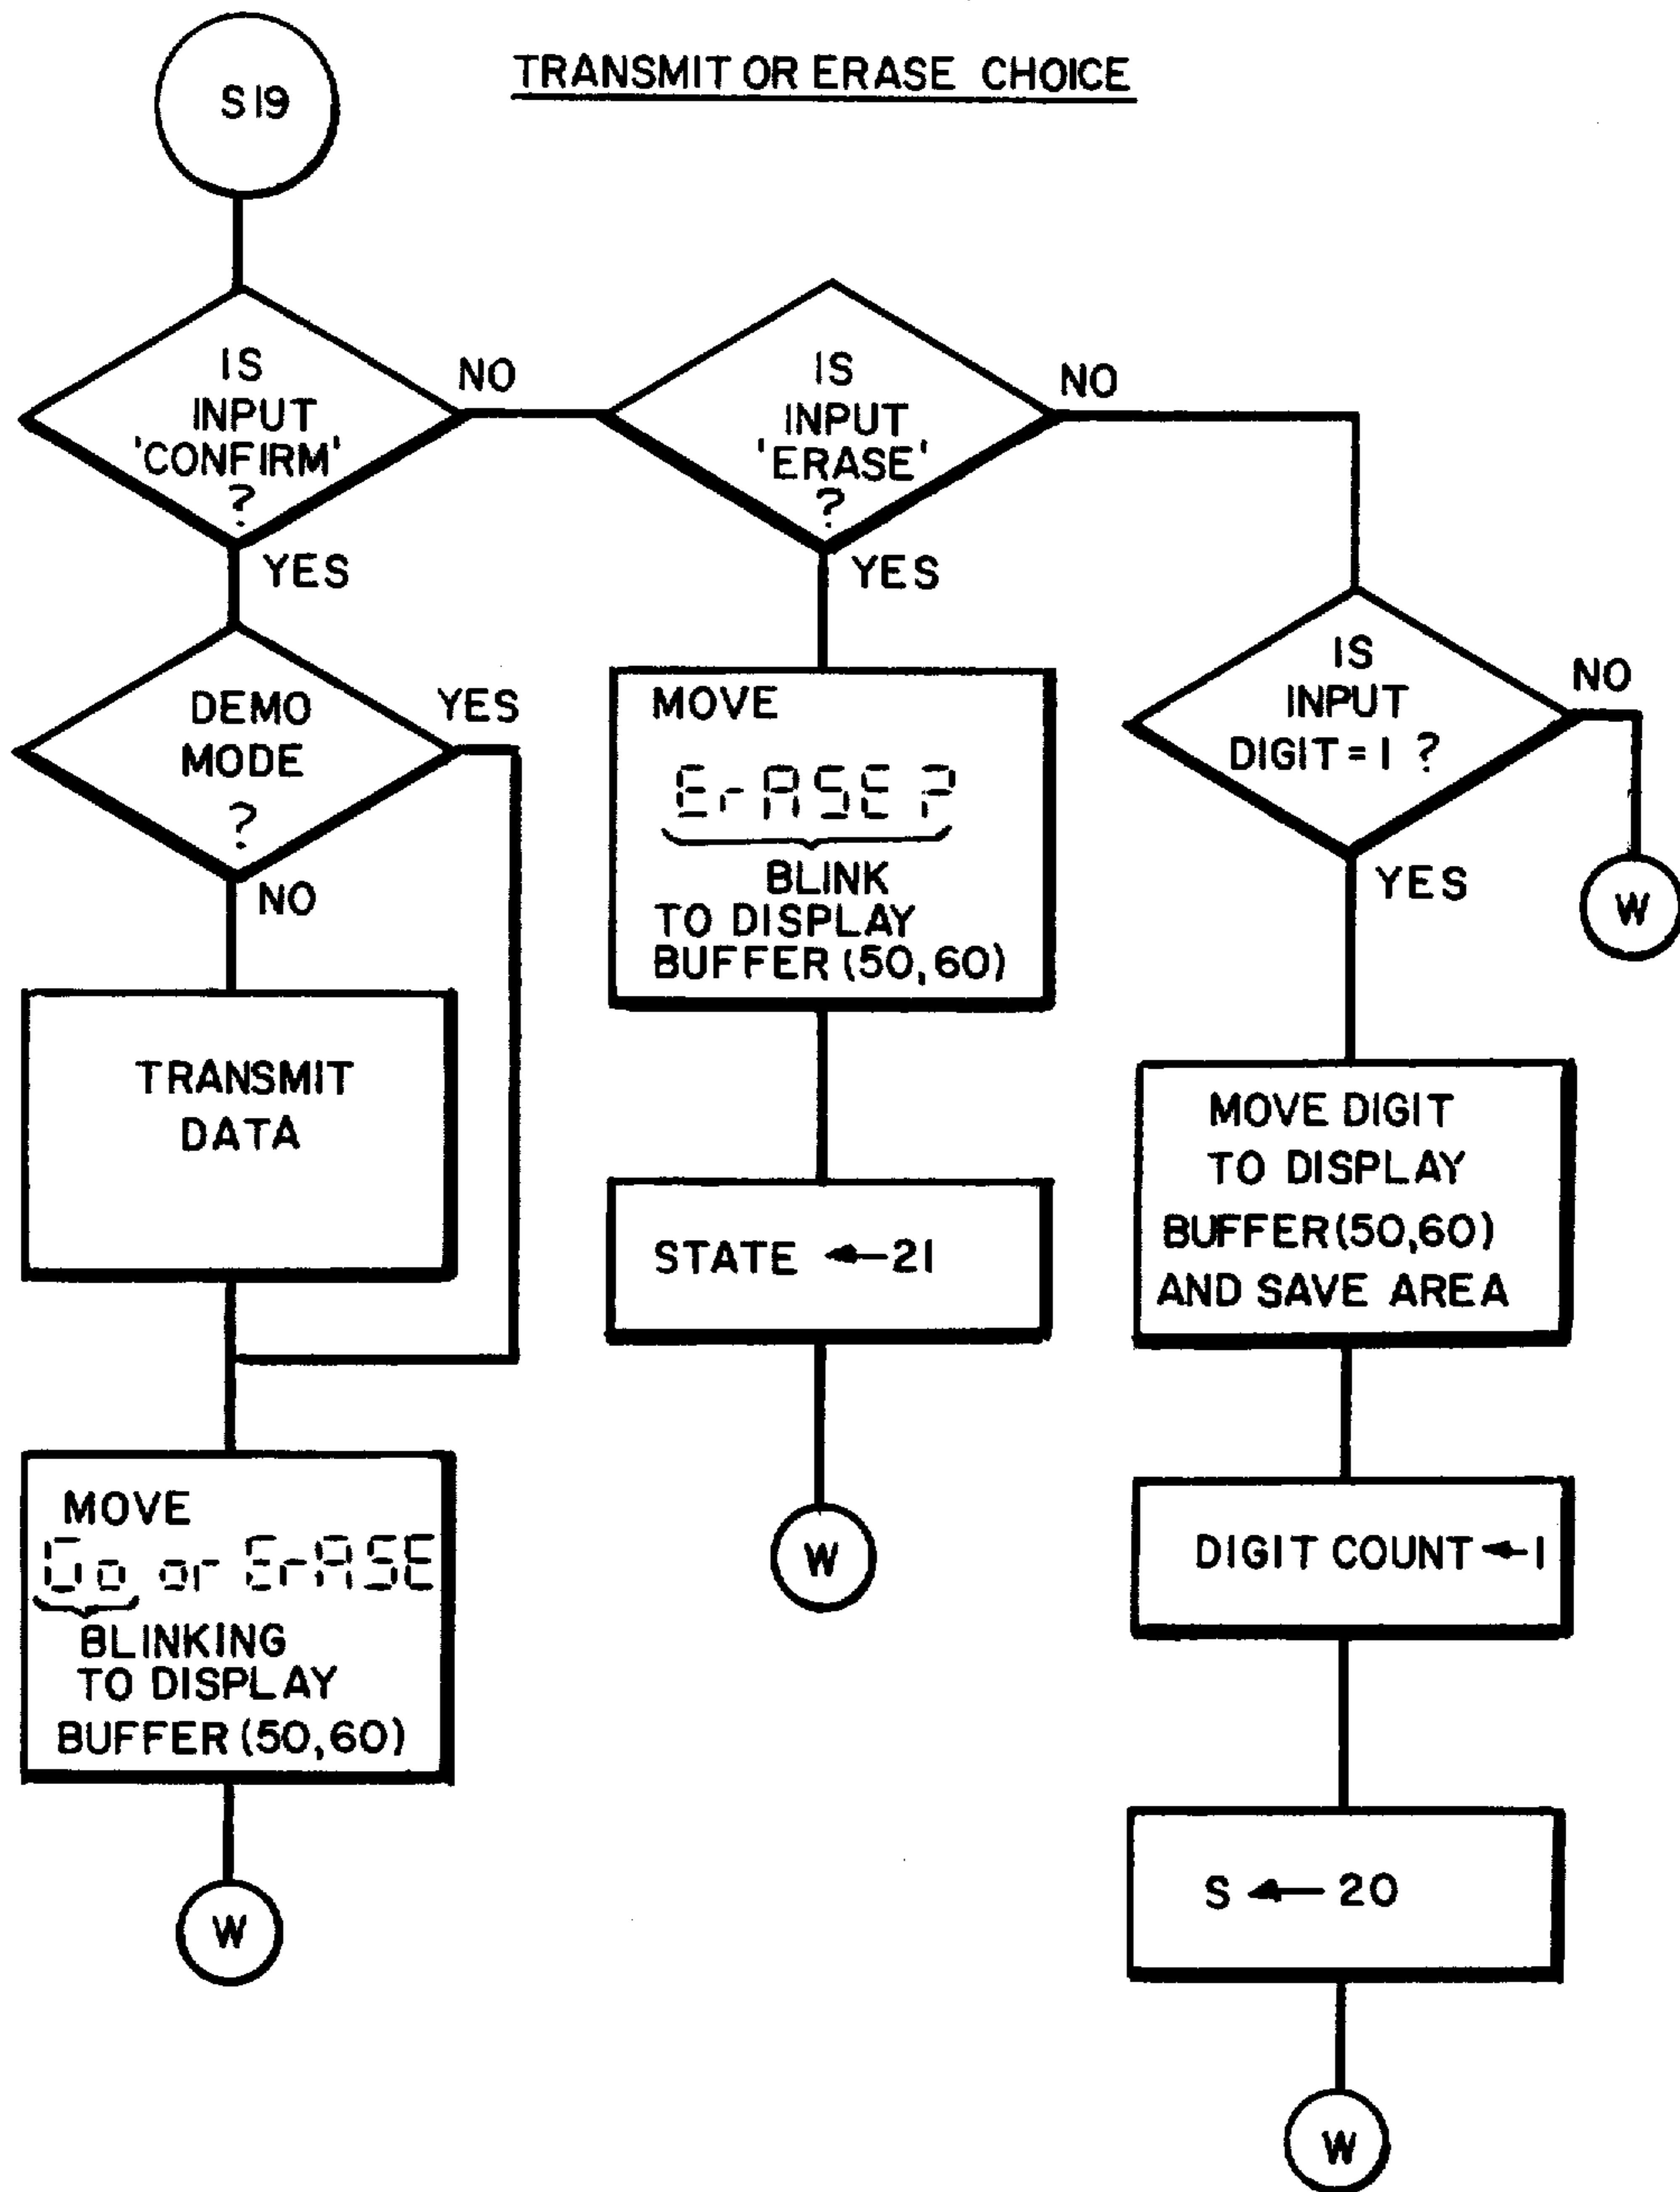 TRANSMIT OR ERASE CHOICE
S19
IS
INPUT
'CONFIRM'
?
NO
YES
IS
INPUT
'ERASE'
?
NO
YES
IS
INPUT
DIGIT=1 ?
NO
YES
W
DEMO
MODE
?
YES
NO
TRANSMIT
DATA
MOVE
Go or ErASE
BLINKING
TO DISPLAY
BUFFER (50,60)
W
MOVE
ErASE?
BLINK
TO DISPLAY
BUFFER (50,60)
STATE ←21
W
MOVE DIGIT
TO DISPLAY
BUFFER(50,60)
AND SAVE AREA
DIGIT COUNT←1
S ← 20
W